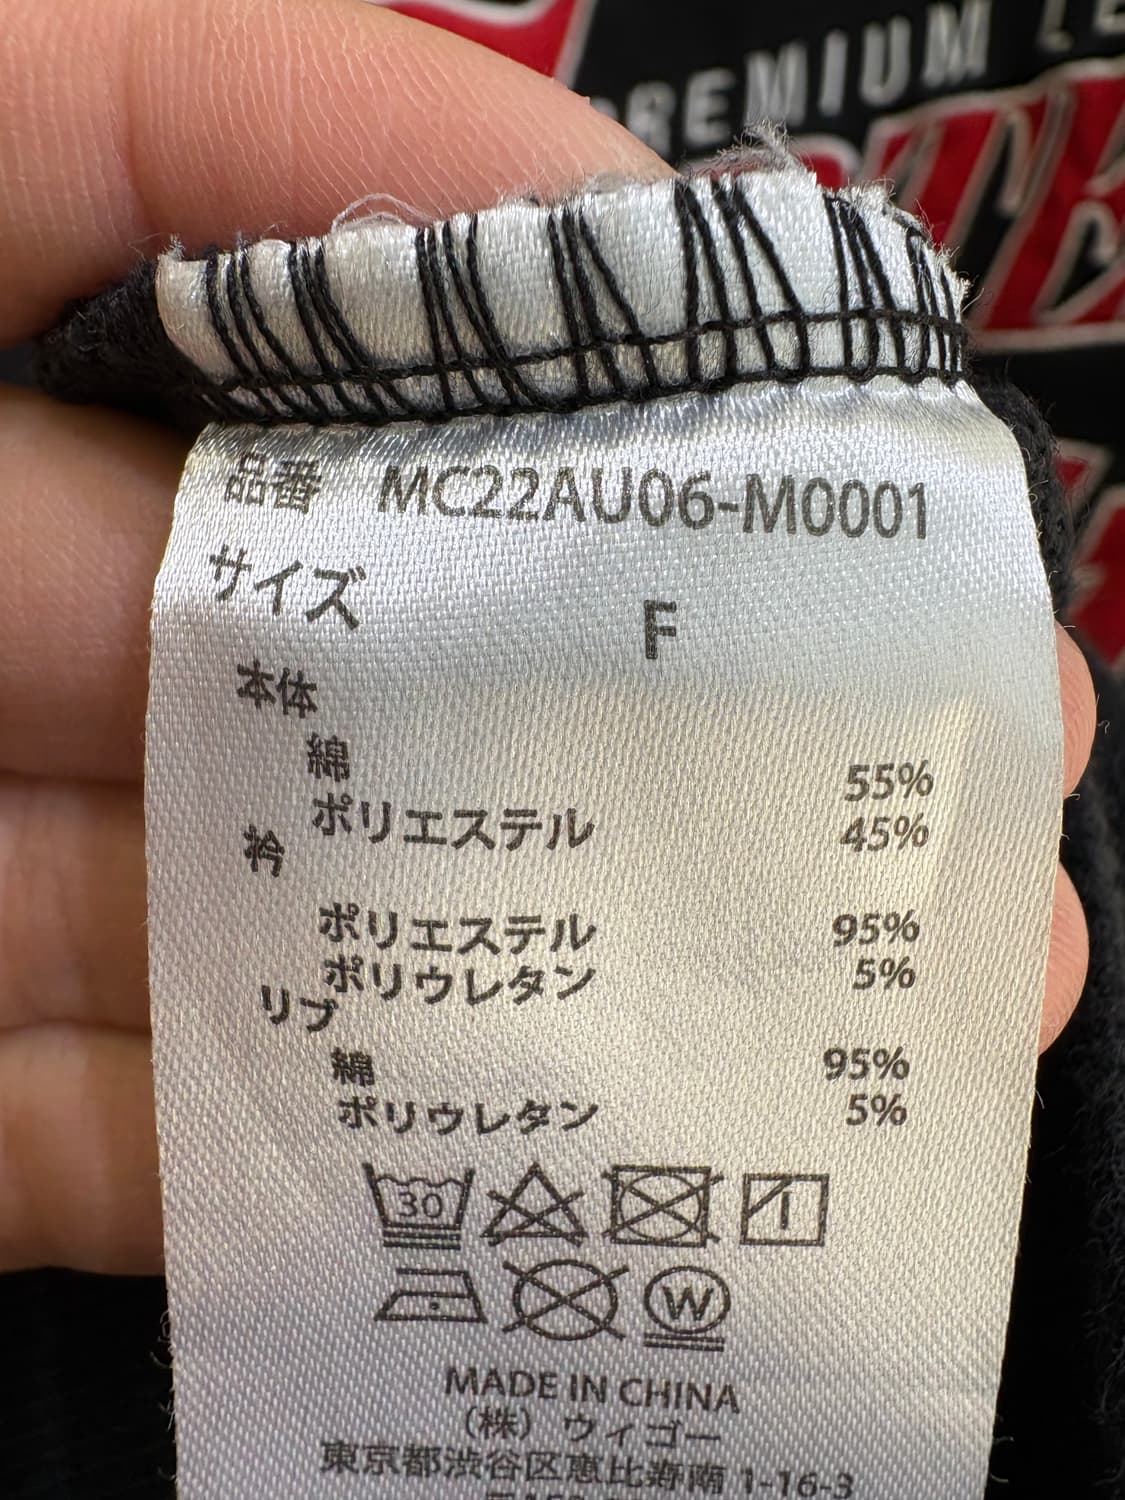 PREMIUM
品番 MC22AU06-M0001
サイズ F
本体
綿 55%
ポリエステル 45%
衿
ポリエステル 95%
ポリウレタン 5%
リブ
綿 95%
ポリウレタン 5%
30
W
MADE IN CHINA
(株) ウィゴー
東京都渋谷区恵比寿南 1-16-3